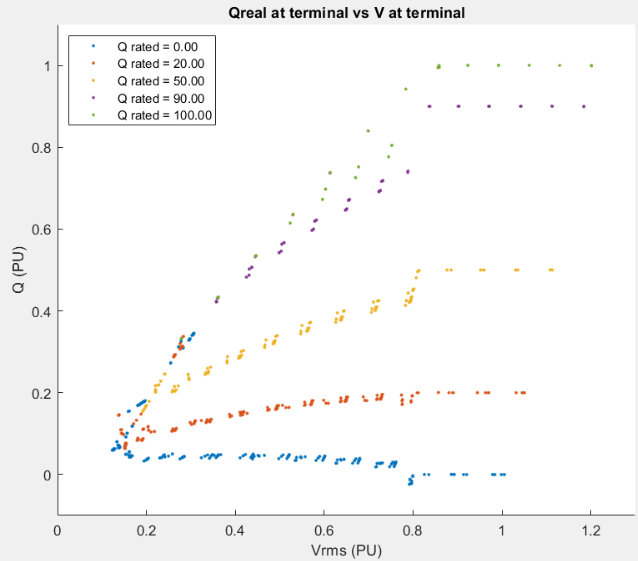 Qreal at terminal vs V at terminal
Q rated = 0.00
Q rated = 20.00
Q rated = 50.00
Q rated = 90.00
Q rated = 100.00
1
0.8
0.6
0.4
0.2
0
Q (PU)
0 0.2 0.4 0.6 0.8 1 1.2
Vrms (PU)